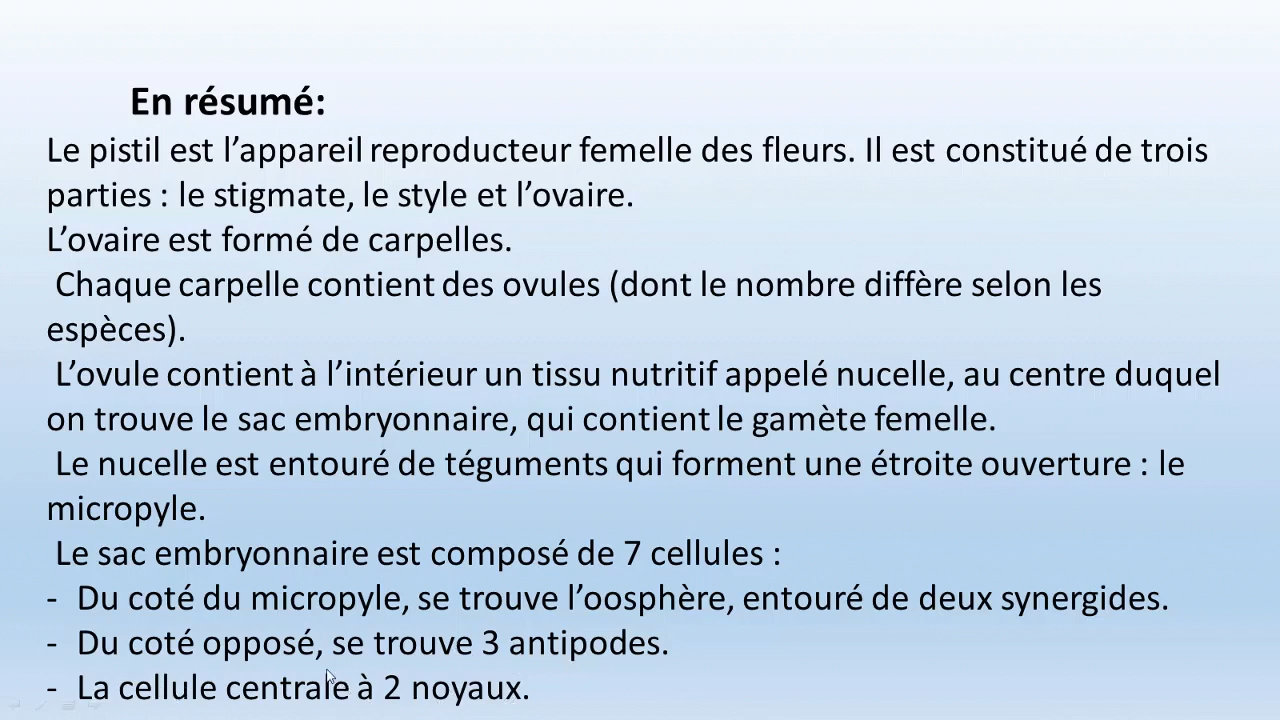 En résumé:
Le pistil est l’appareil reproducteur femelle des fleurs. Il est constitué de trois
parties : le stigmate, le style et l’ovaire.
L’ovaire est formé de carpelles.
Chaque carpelle contient des ovules (dont le nombre diffère selon les
espèces).
L’ovule contient à l’intérieur un tissu nutritif appelé nucelle, au centre duquel
on trouve le sac embryonnaire, qui contient le gamète femelle.
Le nucelle est entouré de téguments qui forment une étroite ouverture : le
micropyle.
Le sac embryonnaire est composé de 7 cellules :
- Du coté du micropyle, se trouve l’oosphère, entouré de deux synergides.
- Du coté opposé, se trouve 3 antipodes.
- La cellule centrale à 2 noyaux.